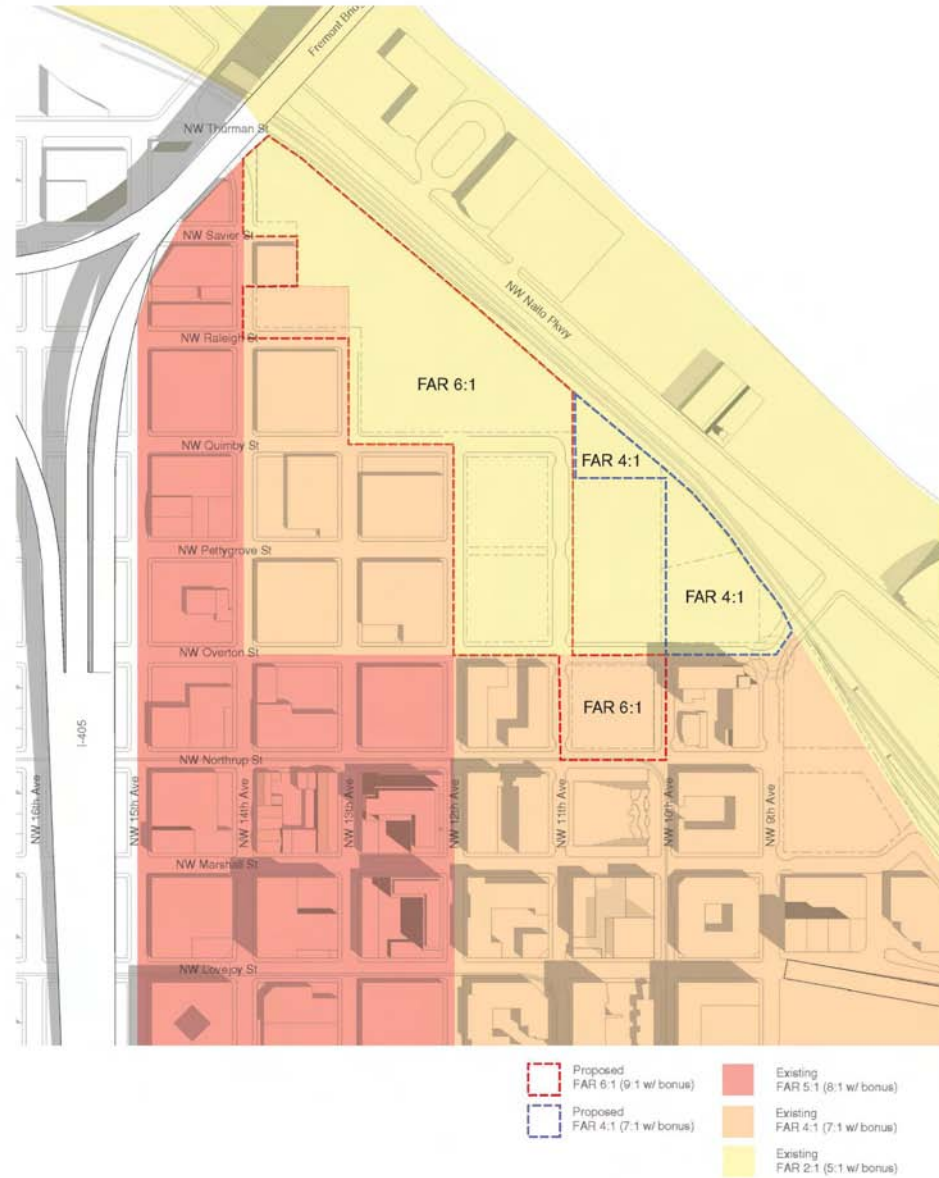 Fremont Bridge
NW Thurman St
NW Savier St
NW Naito Pkwy
NW Raleigh St
FAR 6:1
NW Quimby St
FAR 4:1
NW Pettygrove St
FAR 4:1
NW Overton St
FAR 6:1
I-405
NW Northrup St
NW 16th Ave
NW 15th Ave
NW 14th Ave
NW 13th Ave
NW 12th Ave
NW 11th Ave
NW 10th Ave
NW 9th Ave
NW Marshall St
NW Lovejoy St
Proposed
FAR 6:1 (9:1 w/ bonus)
Proposed
FAR 4:1 (7:1 w/ bonus)
Existing
FAR 5:1 (8:1 w/ bonus)
Existing
FAR 4:1 (7:1 w/ bonus)
Existing
FAR 2:1 (5:1 w/ bonus)